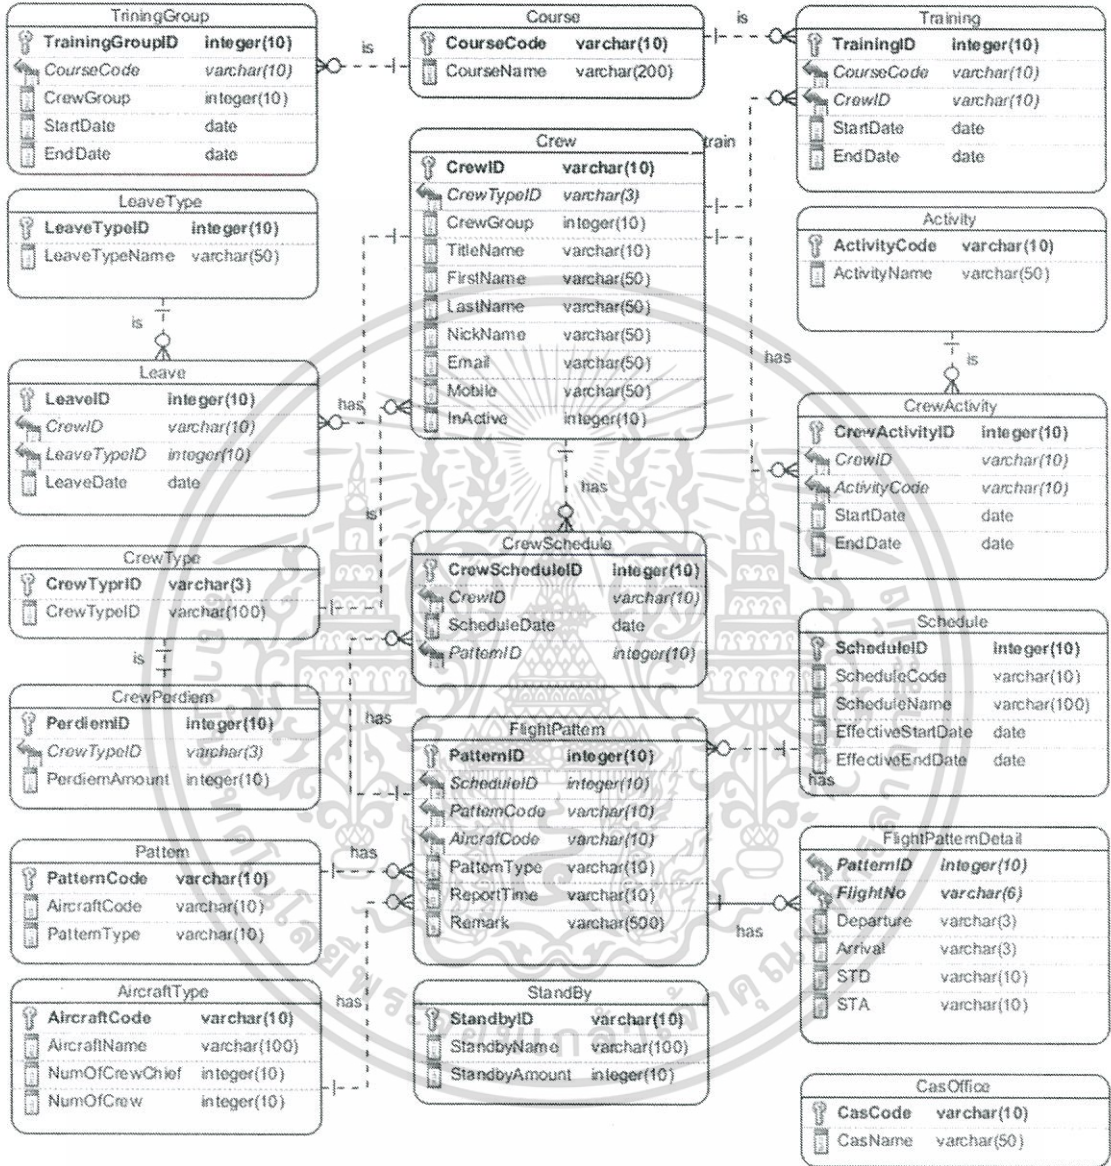 TriningGroup
TrainingGroupID integer(10)
CourseCode varchar(10)
CrewGroup integer(10)
StartDate date
EndDate date
is
Course
CourseCode varchar(10)
CourseName varchar(200)
is
Training
TrainingID integer(10)
CourseCode varchar(10)
CrewID varchar(10)
StartDate date
EndDate date
LeaveType
LeaveTypeID integer(10)
LeaveTypeName varchar(50)
is
Crew
CrewID varchar(10)
CrewTypeID varchar(3)
CrewGroup integer(10)
TitleName varchar(10)
FirstName varchar(50)
LastName varchar(50)
NickName varchar(50)
Email varchar(50)
Mobile varchar(50)
InActive integer(10)
train
Activity
ActivityCode varchar(10)
ActivityName varchar(50)
is
has
Leave
LeaveID integer(10)
CrewID varchar(10)
LeaveTypeID integer(10)
LeaveDate date
has
is
has
CrewActivity
CrewActivityID integer(10)
CrewID varchar(10)
ActivityCode varchar(10)
StartDate date
EndDate date
CrewType
CrewTyprID varchar(3)
CrewTypeID varchar(100)
is
CrewSchedule
CrewScheduleID integer(10)
CrewID varchar(10)
ScheduleDate date
PatternID integer(10)
Schedule
ScheduleID integer(10)
ScheduleCode varchar(10)
ScheduleName varchar(100)
EffectiveStartDate date
EffectiveEndDate date
has
CrewPerdiem
PerdiemID integer(10)
CrewTypeID varchar(3)
PerdiemAmount integer(10)
has
FlightPattern
PatternID integer(10)
ScheduleID integer(10)
PatternCode varchar(10)
AircrafCode varchar(10)
PatternType varchar(10)
ReportTime varchar(10)
Remark varchar(500)
Pattern
PatternCode varchar(10)
AircraftCode varchar(10)
PatternType varchar(10)
has
FlightPatternDetail
PatternID integer(10)
FlightNo varchar(6)
Departure varchar(3)
Arrival varchar(3)
STD varchar(10)
STA varchar(10)
has
AircraftType
AircraftCode varchar(10)
AircraftName varchar(100)
NumOfCrewChief integer(10)
NumOfCrew integer(10)
has
StandBy
StandbyID varchar(10)
StandbyName varchar(100)
StandbyAmount integer(10)
CasOffice
CasCode varchar(10)
CasName varchar(50)